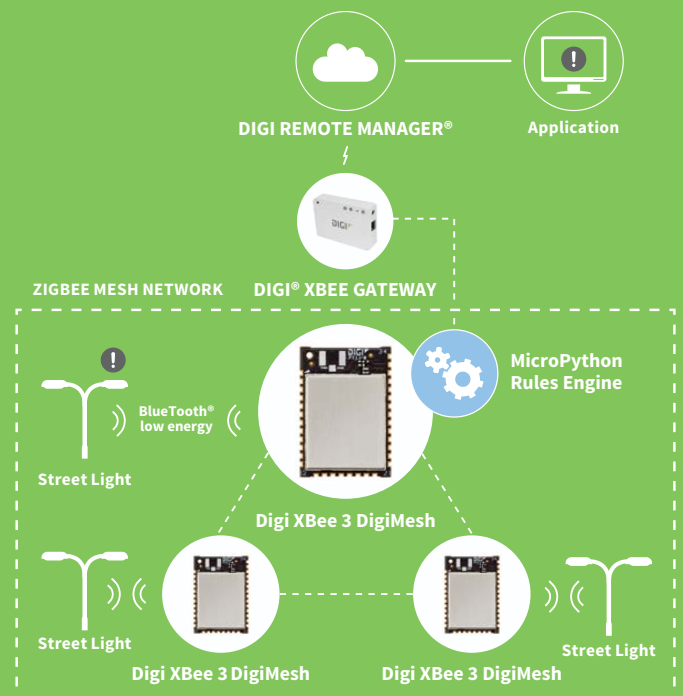 DIGI REMOTE MANAGER®
Application
!
DIGI
ZIGBEE MESH NETWORK
DIGI® XBEE GATEWAY
!
BlueTooth®
low energy
Street Light
DIGI
MicroPython
Rules Engine
Digi XBee 3 DigiMesh
Street Light
Digi XBee 3 DigiMesh
Digi XBee 3 DigiMesh
Street Light